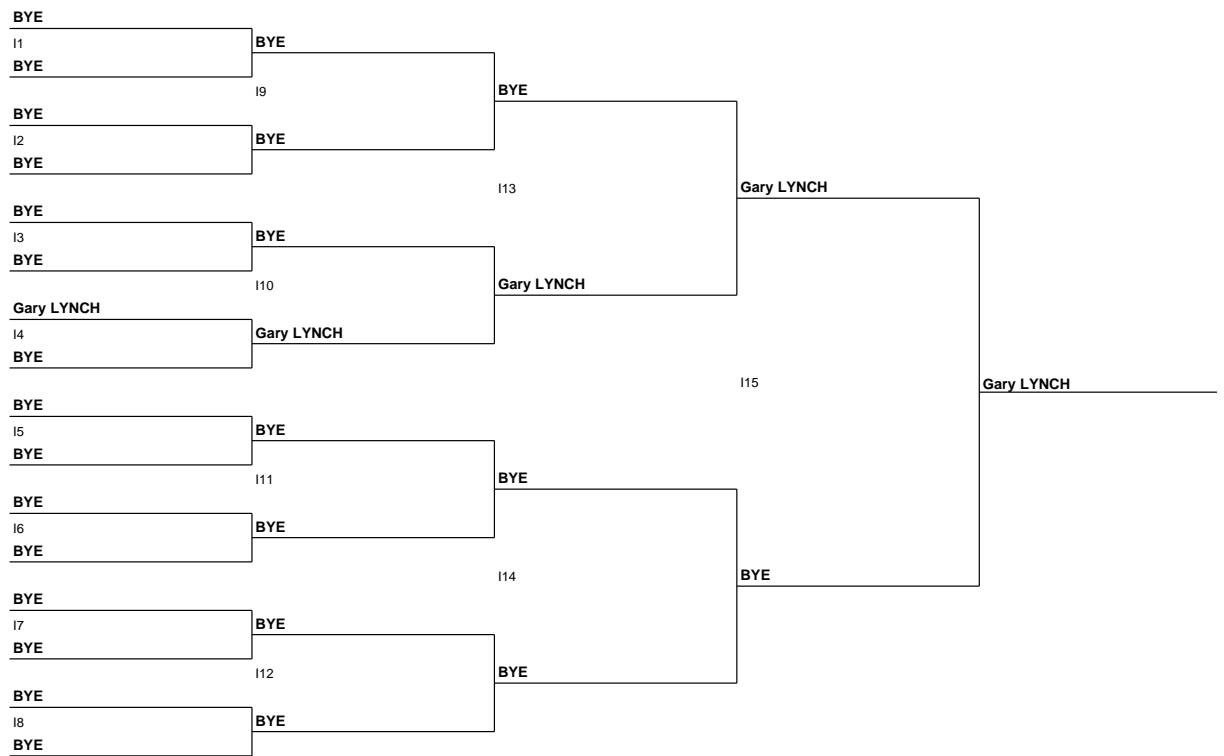 BYE
I1
BYE
BYE
I9
BYE
BYE
I2
BYE
BYE
I13
Gary LYNCH
BYE
I3
BYE
BYE
I10
Gary LYNCH
Gary LYNCH
I4
Gary LYNCH
BYE
I15
Gary LYNCH
BYE
I5
BYE
BYE
I11
BYE
BYE
I6
BYE
BYE
I14
BYE
BYE
I7
BYE
BYE
I12
BYE
BYE
I8
BYE
BYE